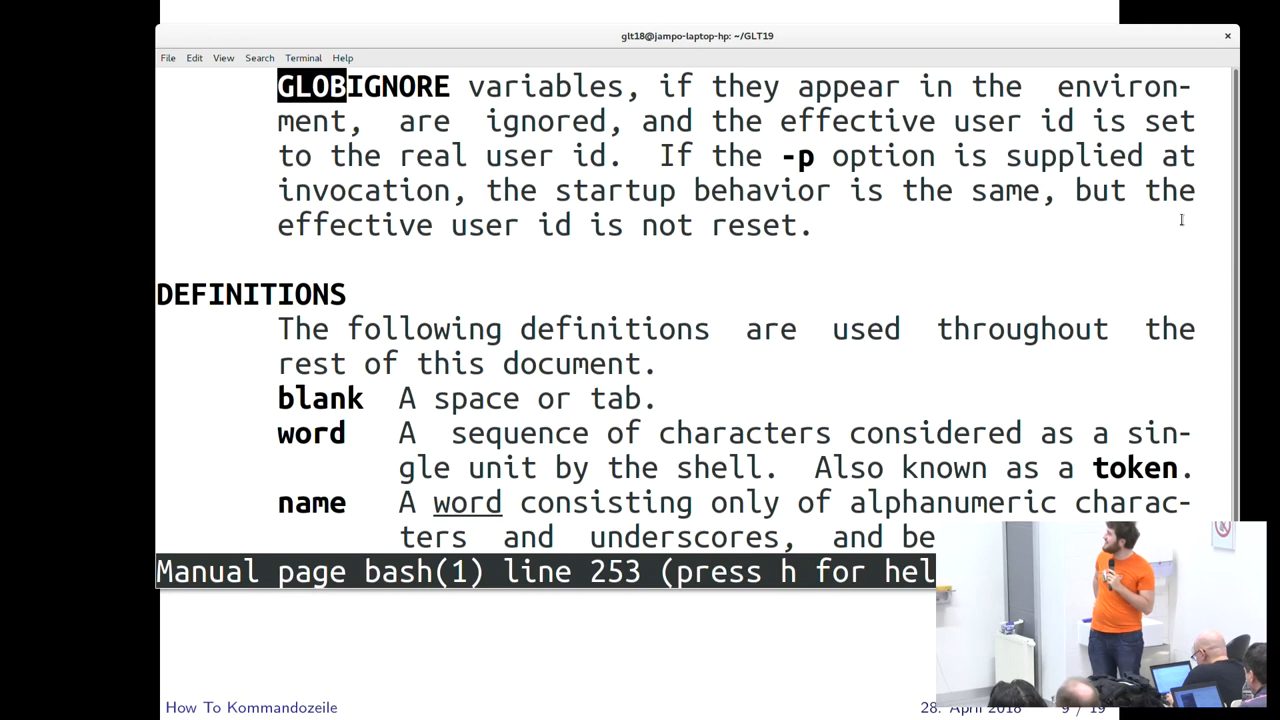 glt18@jampo-laptop-hp: ~/GLT19
×
File Edit View Search Terminal Help
GLOBIGNORE variables, if they appear in the environ-
ment, are ignored, and the effective user id is set
to the real user id. If the -p option is supplied at
invocation, the startup behavior is the same, but the
effective user id is not reset.
DEFINITIONS
The following definitions are used throughout the
rest of this document.
blank A space or tab.
word A sequence of characters considered as a sin-
gle unit by the shell. Also known as a token.
name A word consisting only of alphanumeric charac-
ters and underscores, and be
Manual page bash(1) line 253 (press h for hel
How To Kommandozeile 28. April 2018 9 / 19